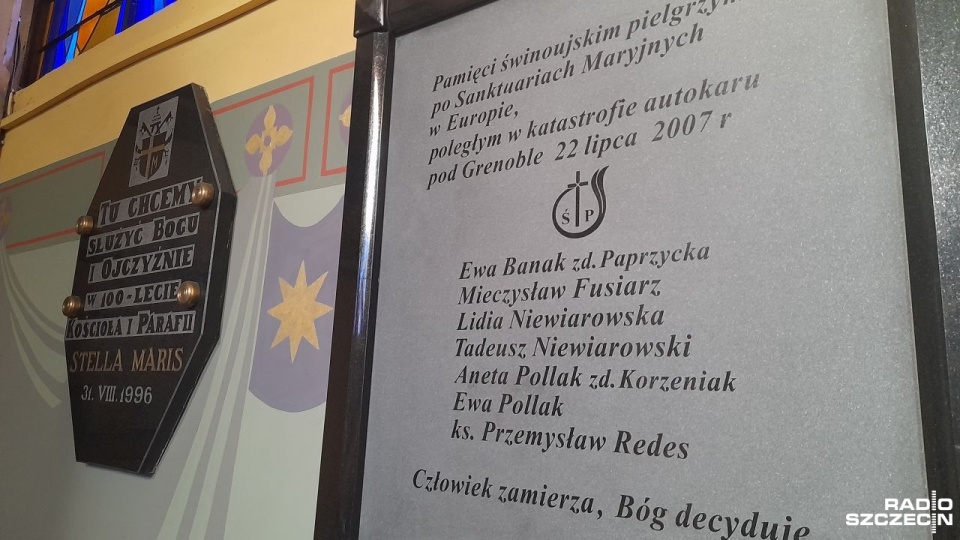 TU CHCEMY
SŁUŻYĆ BOGU
I OJCZYŹNIE
W 100-LECIE
KOŚCIOŁA I PARAFII
STELLA MARIS
31. VIII. 1996
Pamięci świnoujskim
po Sanktuariach Maryjnych
w Europie,
poległym w katastrofie autokaru
pod Grenoble 22 lipca 2007 r
Ś P
Ewa Banak zd. Paprzycka
Mieczysław Fusiarz
Lidia Niewiarowska
Tadeusz Niewiarowski
Aneta Pollak zd. Korzeniak
Ewa Pollak
ks. Przemysław Redes
Człowiek zamierza, Bóg decyduje
RADIO
SZCZECIN